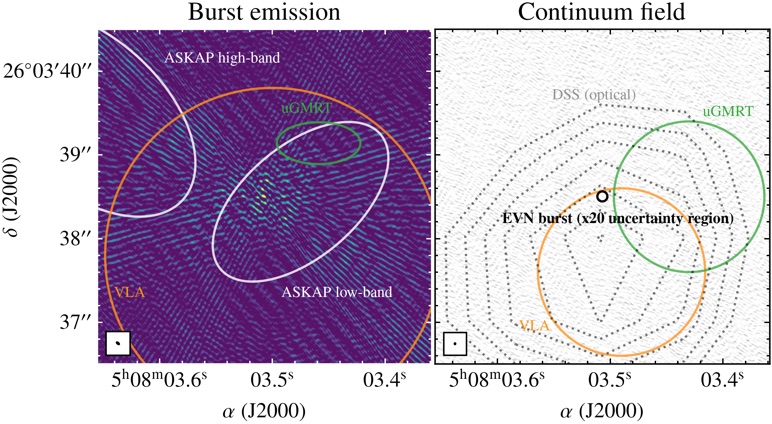 Burst emission
ASKAP high-band
uGMRT
ASKAP low-band
VLA
26°03′40′′
39′′
38′′
37′′
δ (J2000)
5ʰ08ᵐ03.6ˢ
03.5ˢ
03.4ˢ
α (J2000)
Continuum field
DSS (optical)
uGMRT
EVN burst (x20 uncertainty region)
VLA
5ʰ08ᵐ03.6ˢ
03.5ˢ
03.4ˢ
α (J2000)